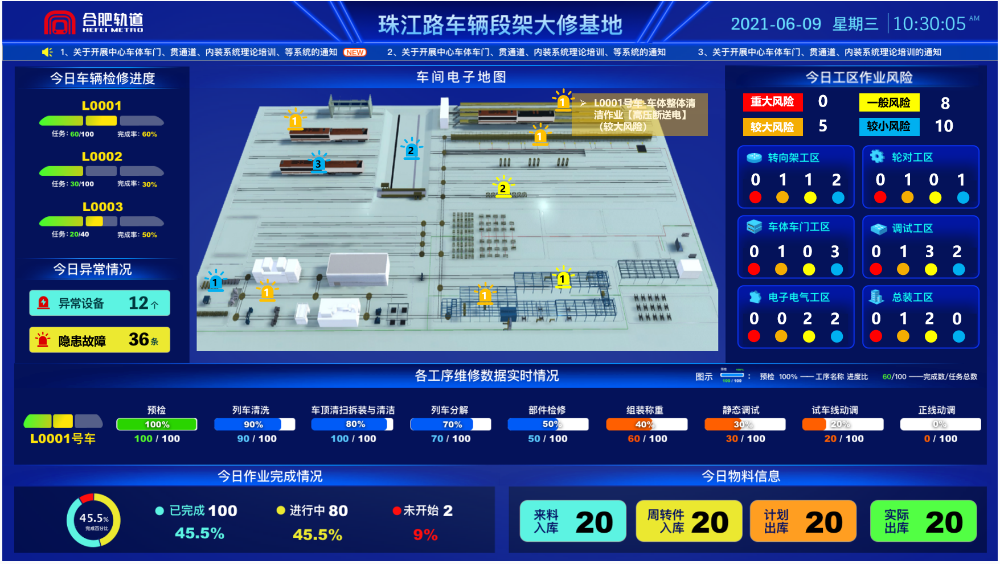 合肥轨道
HEFEI METRO
珠江路车辆段架大修基地
2021-06-09 星期三 10:30:05 AM
1、关于开展中心车体车门、贯通道、内装系统理论培训、等系统的通知 NEW 2、关于开展中心车体车门、贯通道、内装系统理论培训、等系统的通知 3、关于开展中心车体车门、贯通道、内装系统理论培训的通知
今日车辆检修进度
L0001
任务：60/100 完成率：60%
L0002
任务：30/100 完成率：30%
L0003
任务：20/40 完成率：50%
今日异常情况
异常设备 12个
隐患故障 36条
车间电子地图
1
1
➢ L0001号车-车体整体清
洁作业【高压断送电】
（较大风险）
1
2
3
2
1
1
1
1
今日工区作业风险
重大风险 0 一般风险 8
较大风险 5 较小风险 10
转向架工区
0 1 1 2
轮对工区
0 1 0 1
车体车门工区
0 1 0 3
调试工区
0 1 3 2
电子电气工区
0 0 2 2
总装工区
0 1 2 0
各工序维修数据实时情况
图示 预检 100% 100 / 100 ： 预检 100% ——工序名称 进度比 60/100 ——完成数/任务总数
L0001号车
预检
100%
100 / 100
列车清洗
90%
90 / 100
车顶清扫拆装与清洁
80%
100 / 100
列车分解
70%
70 / 100
部件检修
50%
50 / 100
组装称重
40%
60 / 100
静态调试
30%
30 / 100
试车线动调
20%
20 / 100
正线动调
0%
0 / 100
今日作业完成情况
45.5%
完成百分比
已完成 100
45.5%
进行中 80
45.5%
未开始 2
9%
今日物料信息
来料
入库 20
周转件
入库 20
计划
出库 20
实际
出库 20